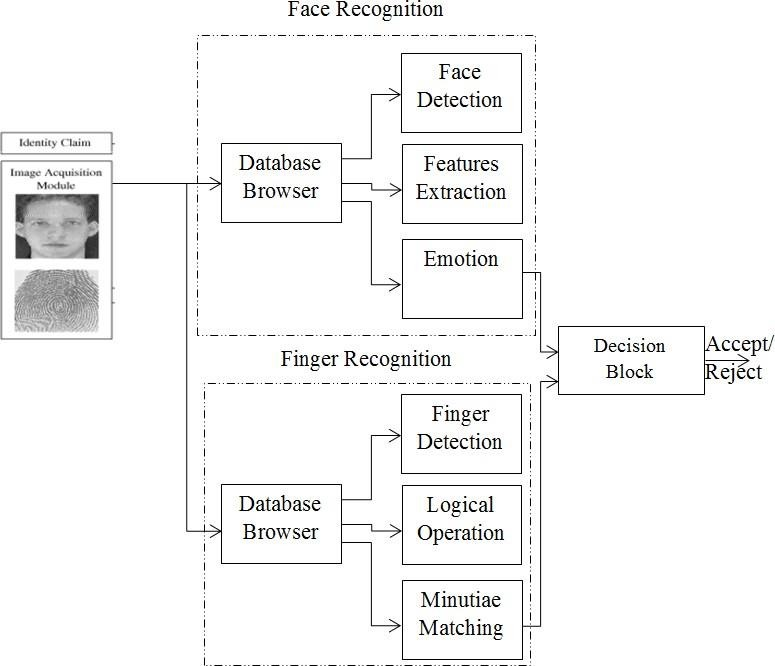 Face Recognition
Identity Claim
Image Acquisition
Module
Database
Browser
Face
Detection
Features
Extraction
Emotion
Finger Recognition
Database
Browser
Finger
Detection
Logical
Operation
Minutiae
Matching
Decision
Block
Accept/
Reject